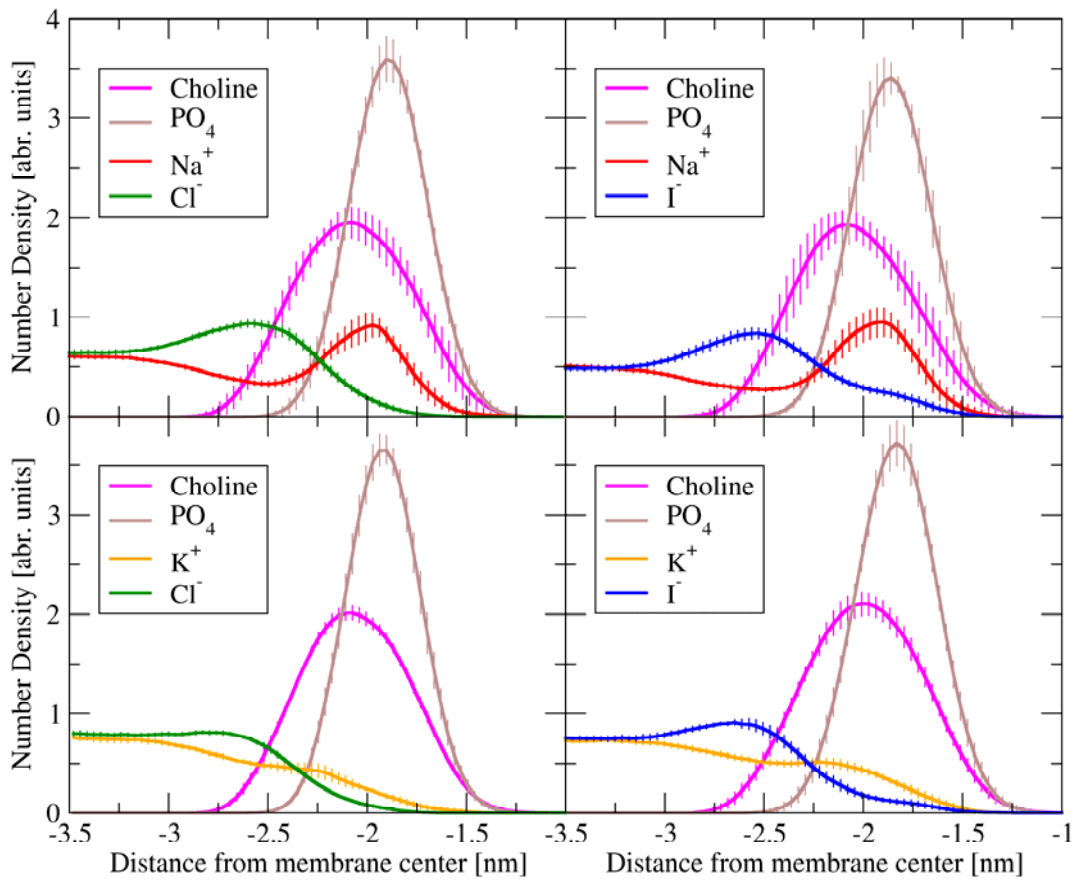 4
3
2
1
0
Number Density [abr. units]
Choline
PO4
Na+
Cl-
Choline
PO4
Na+
I-
3
2
1
0
Number Density [abr. units]
Choline
PO4
K+
Cl-
Choline
PO4
K+
I-
-3.5 -3 -2.5 -2 -1.5 -3.5 -3 -2.5 -2 -1.5 -1
Distance from membrane center [nm] Distance from membrane center [nm]